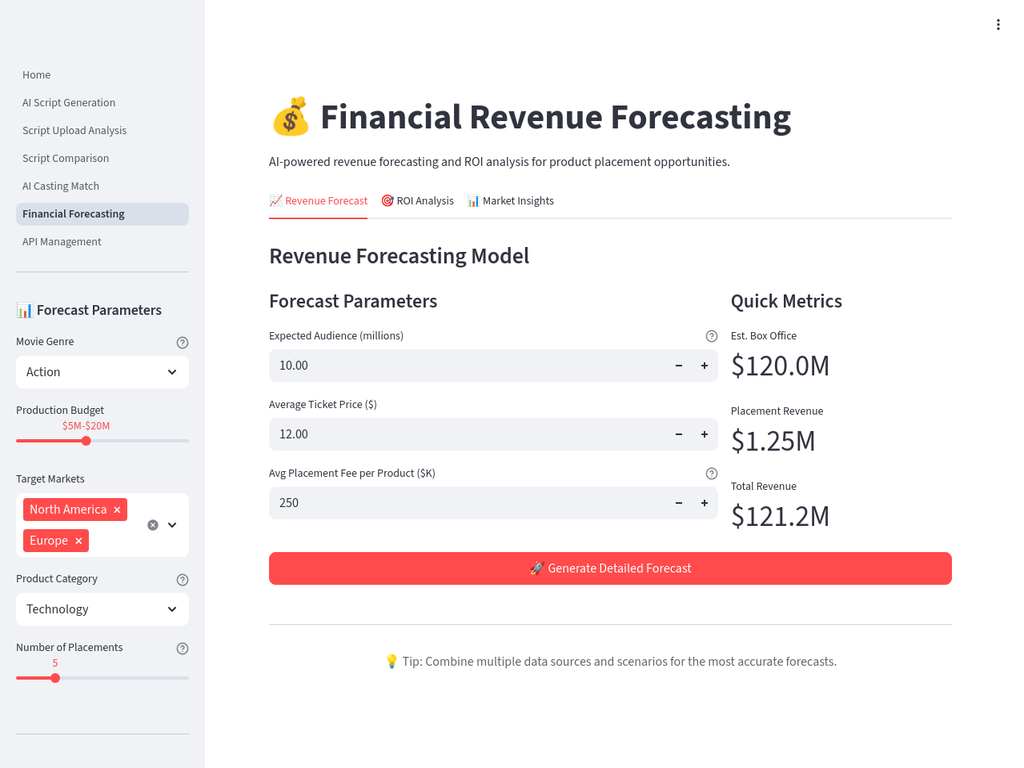 Home
AI Script Generation
Script Upload Analysis
Script Comparison
AI Casting Match
Financial Forecasting
API Management
📊 Forecast Parameters
Movie Genre
Action
Production Budget
$5M-$20M
Target Markets
North America
Europe
Product Category
Technology
Number of Placements
5
💰 Financial Revenue Forecasting
AI-powered revenue forecasting and ROI analysis for product placement opportunities.
📈 Revenue Forecast 🎯 ROI Analysis 📊 Market Insights
Revenue Forecasting Model
Forecast Parameters
Expected Audience (millions)
10.00
Average Ticket Price ($)
12.00
Avg Placement Fee per Product ($K)
250
Quick Metrics
Est. Box Office
$120.0M
Placement Revenue
$1.25M
Total Revenue
$121.2M
🚀 Generate Detailed Forecast
💡 Tip: Combine multiple data sources and scenarios for the most accurate forecasts.